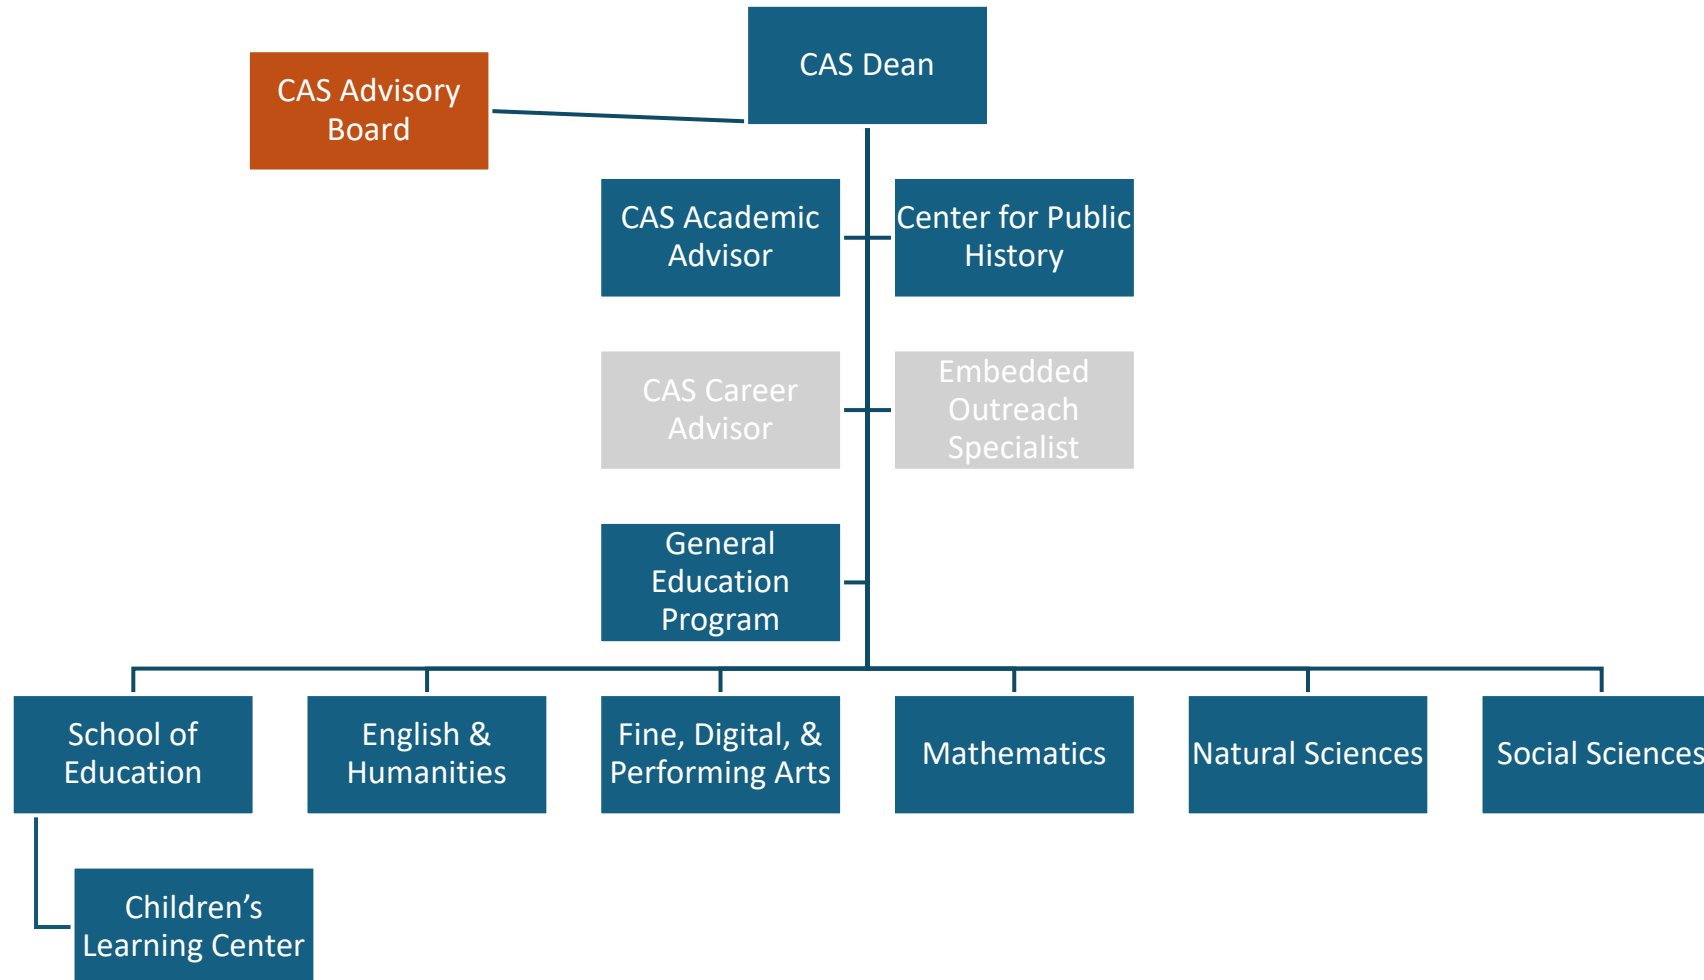 CAS Dean
CAS Advisory
Board
CAS Academic
Advisor
Center for Public
History
CAS Career
Advisor
Embedded
Outreach
Specialist
General
Education
Program
School of
Education
English &
Humanities
Fine, Digital, &
Performing Arts
Mathematics
Natural Sciences
Social Sciences
Children’s
Learning Center